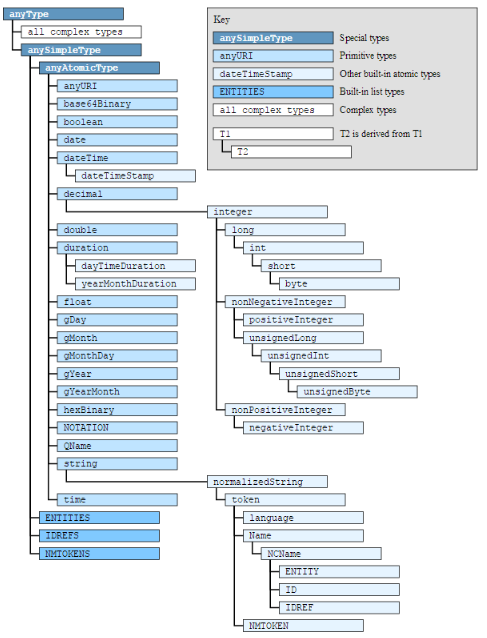 anyType
all complex types
anySimpleType
anyAtomicType
anyURI
base64Binary
boolean
date
dateTime
dateTimeStamp
decimal
integer
double
long
duration
int
dayTimeDuration
short
yearMonthDuration
byte
float
nonNegativeInteger
gDay
positiveInteger
gMonth
unsignedLong
gMonthDay
unsignedInt
gYear
unsignedShort
gYearMonth
unsignedByte
hexBinary
nonPositiveInteger
NOTATION
negativeInteger
QName
string
normalizedString
time
token
ENTITIES
language
IDREFS
Name
NMTOKENS
NCName
ENTITY
ID
IDREF
NMTOKEN
Key
anySimpleType Special types
anyURI Primitive types
dateTimeStamp Other built-in atomic types
ENTITIES Built-in list types
all complex types Complex types
T1 T2 is derived from T1
T2